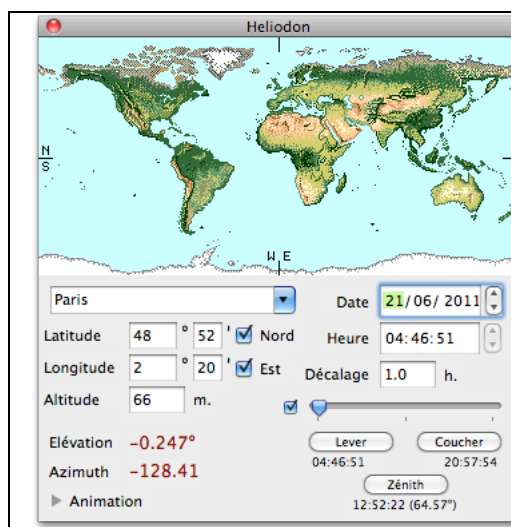 Heliodon
N
S
W E
Paris
Date 21/06/ 2011
Latitude 48 ° 52 ' Nord
Heure 04:46:51
Longitude 2 ° 20 ' Est
Décalage 1.0 h.
Altitude 66 m.
Elévation -0.247°
Lever Coucher
04:46:51 20:57:54
Azimuth -128.41
Zénith
Animation
12:52:22 (64.57°)